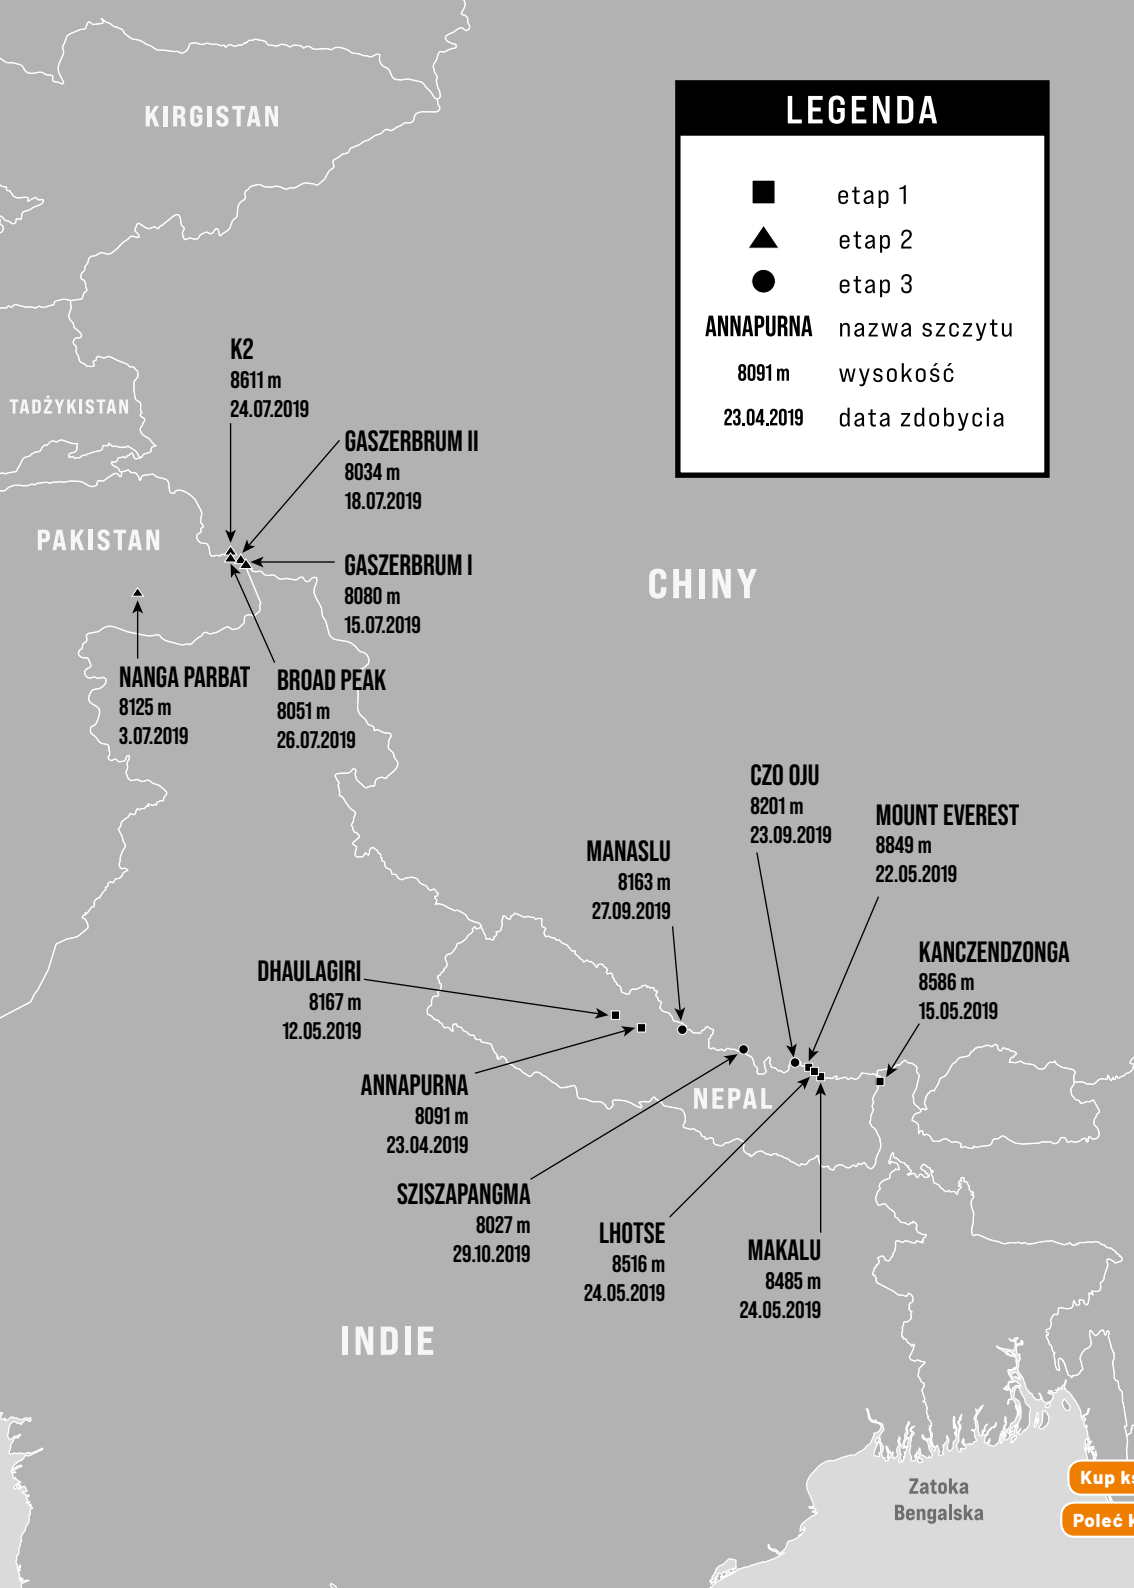 KIRGISTAN
LEGENDA
etap 1
etap 2
etap 3
ANNAPURNA nazwa szczytu
8091 m wysokość
23.04.2019 data zdobycia
K2
8611 m
24.07.2019
TADŻYKISTAN
GASZERBRUM II
8034 m
18.07.2019
PAKISTAN
GASZERBRUM I
8080 m
15.07.2019
CHINY
NANGA PARBAT
8125 m
3.07.2019
BROAD PEAK
8051 m
26.07.2019
CZO OJU
8201 m
23.09.2019
MOUNT EVEREST
8849 m
22.05.2019
MANASLU
8163 m
27.09.2019
KANCZENDZONGA
8586 m
15.05.2019
DHAULAGIRI
8167 m
12.05.2019
ANNAPURNA
8091 m
23.04.2019
NEPAL
SZISZAPANGMA
8027 m
29.10.2019
LHOTSE
8516 m
24.05.2019
MAKALU
8485 m
24.05.2019
INDIE
Zatoka
Bengalska
Kup
Poleć